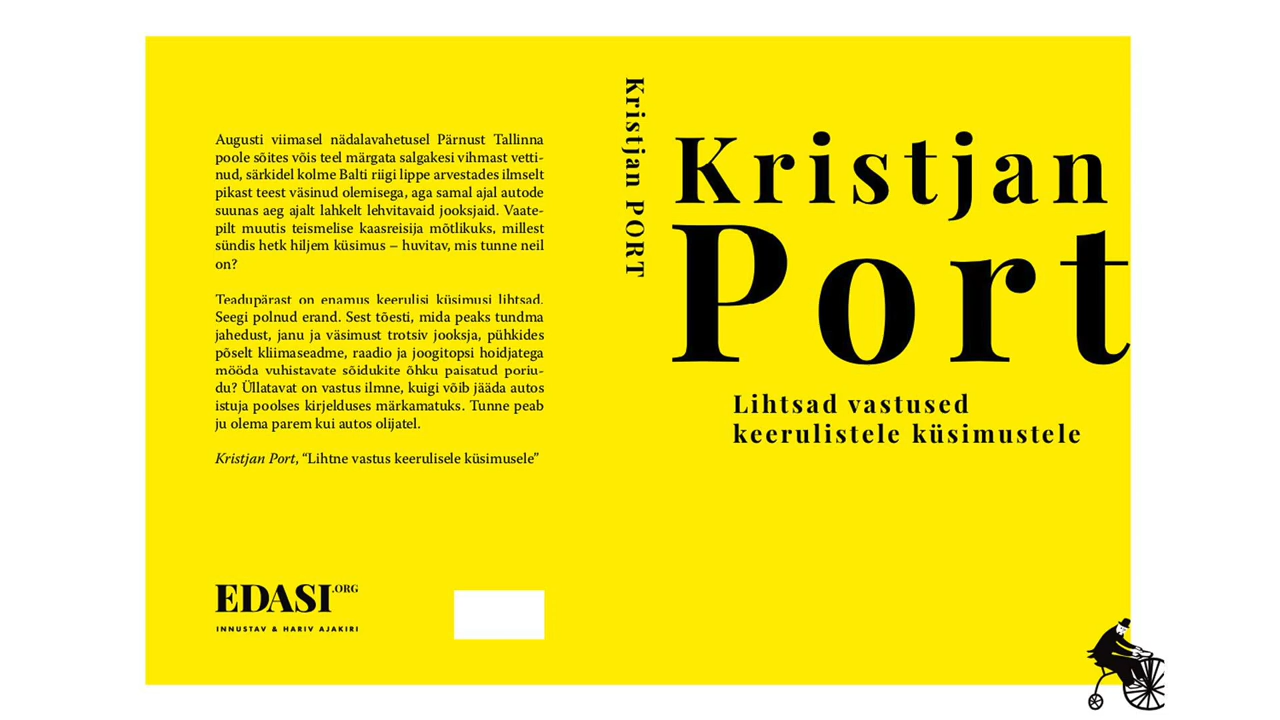 Augusti viimasel nädalavahetusel Pärnust Tallinna
poole sõites võis teel märgata salgakesi vihmast vetti-
nud, särkidel kolme Balti riigi lippe arvestades ilmselt
pikast teest väsinud olemisega, aga samal ajal autode
suunas aeg ajalt lahkelt lehvitavaid jooksjaid. Vaate-
pilt muutis teismelise kaasreisija mõtlikuks, millest
sündis hetk hiljem küsimus – huvitav, mis tunne neil
on?
Teadupärast on enamus keerulisi küsimusi lihtsad.
Seegi polnud erand. Sest tõesti, mida peaks tundma
jahedust, janu ja väsimust trotsiv jooksja, pühkides
põselt kliimaseadme, raadio ja joogitopsi hoidjatega
mööda vuhistavate sõidukite õhku paisatud poriu-
du? Üllatavat on vastus ilmne, kuigi võib jääda autos
istuja poolses kirjelduses märkamatuks. Tunne peab
ju olema parem kui autos olijatel.
Kristjan Port, “Lihtne vastus keerulisele küsimusele”
EDASI.ORG
INNUSTAV & HARIV AJAKIRI
Kristjan PORT
Kristjan
Port
Lihtsad vastused
keerulistele küsimustele